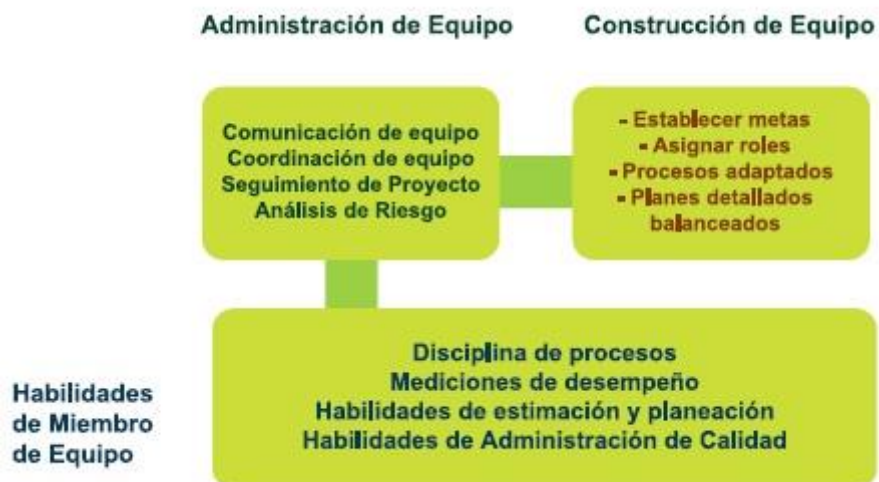 Administración de Equipo
Construcción de Equipo
Comunicación de equipo
Coordinación de equipo
Seguimiento de Proyecto
Análisis de Riesgo
- Establecer metas
- Asignar roles
- Procesos adaptados
- Planes detallados
balanceados
Habilidades
de Miembro
de Equipo
Disciplina de procesos
Mediciones de desempeño
Habilidades de estimación y planeación
Habilidades de Administración de Calidad